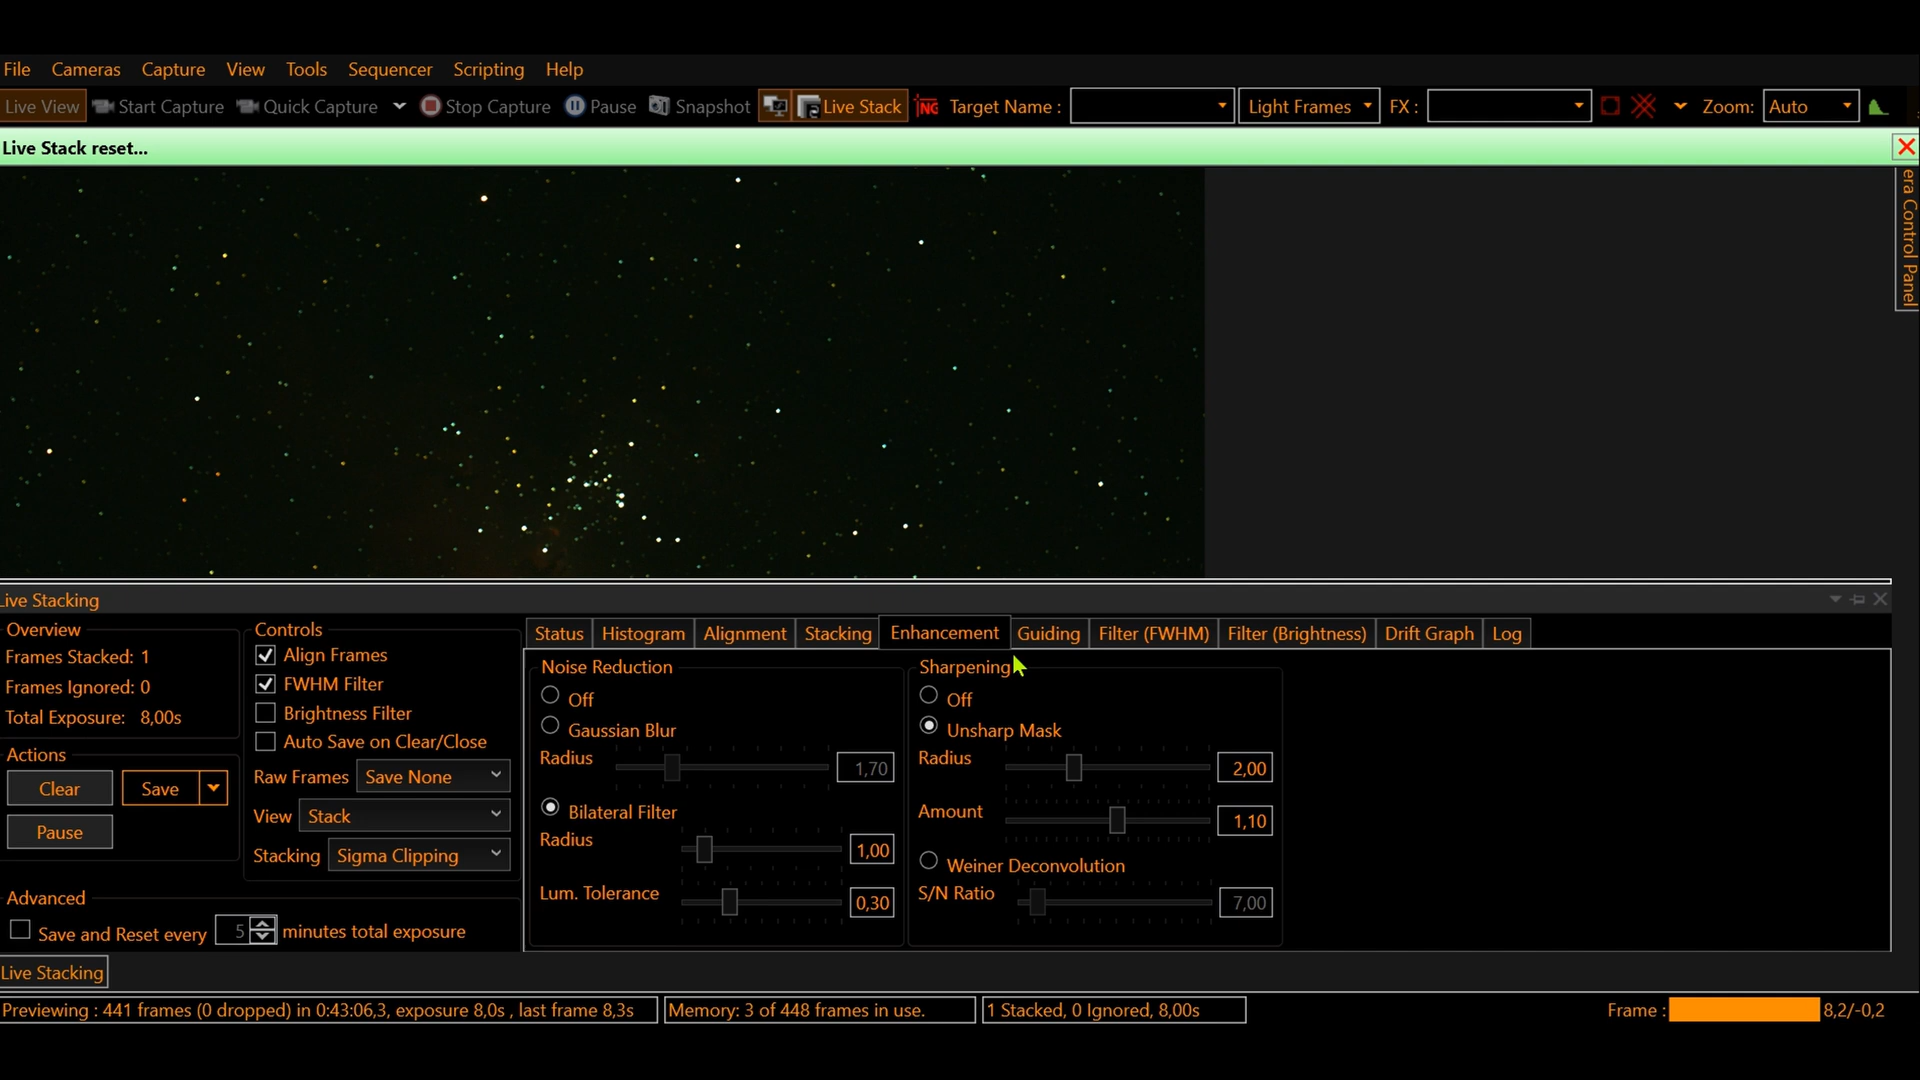 File Cameras Capture View Tools Sequencer Scripting Help
Live View Start Capture Quick Capture Stop Capture Pause Snapshot Live Stack NG Target Name : Light Frames FX : Zoom: Auto
Live Stack reset...
era Control Panel
Live Stacking
Overview
Frames Stacked: 1
Frames Ignored: 0
Total Exposure: 8,00s
Actions
Clear Save
Pause
Controls
Align Frames
FWHM Filter
Brightness Filter
Auto Save on Clear/Close
Raw Frames Save None
View Stack
Stacking Sigma Clipping
Advanced
Save and Reset every 5 minutes total exposure
Status Histogram Alignment Stacking Enhancement Guiding Filter (FWHM) Filter (Brightness) Drift Graph Log
Noise Reduction
Off
Gaussian Blur
Radius 1,70
Bilateral Filter
Radius 1,00
Lum. Tolerance 0,30
Sharpening
Off
Unsharp Mask
Radius 2,00
Amount 1,10
Weiner Deconvolution
S/N Ratio 7,00
Live Stacking
Previewing : 441 frames (0 dropped) in 0:43:06,3, exposure 8,0s , last frame 8,3s Memory: 3 of 448 frames in use. 1 Stacked, 0 Ignored, 8,00s Frame : 8,2/-0,2